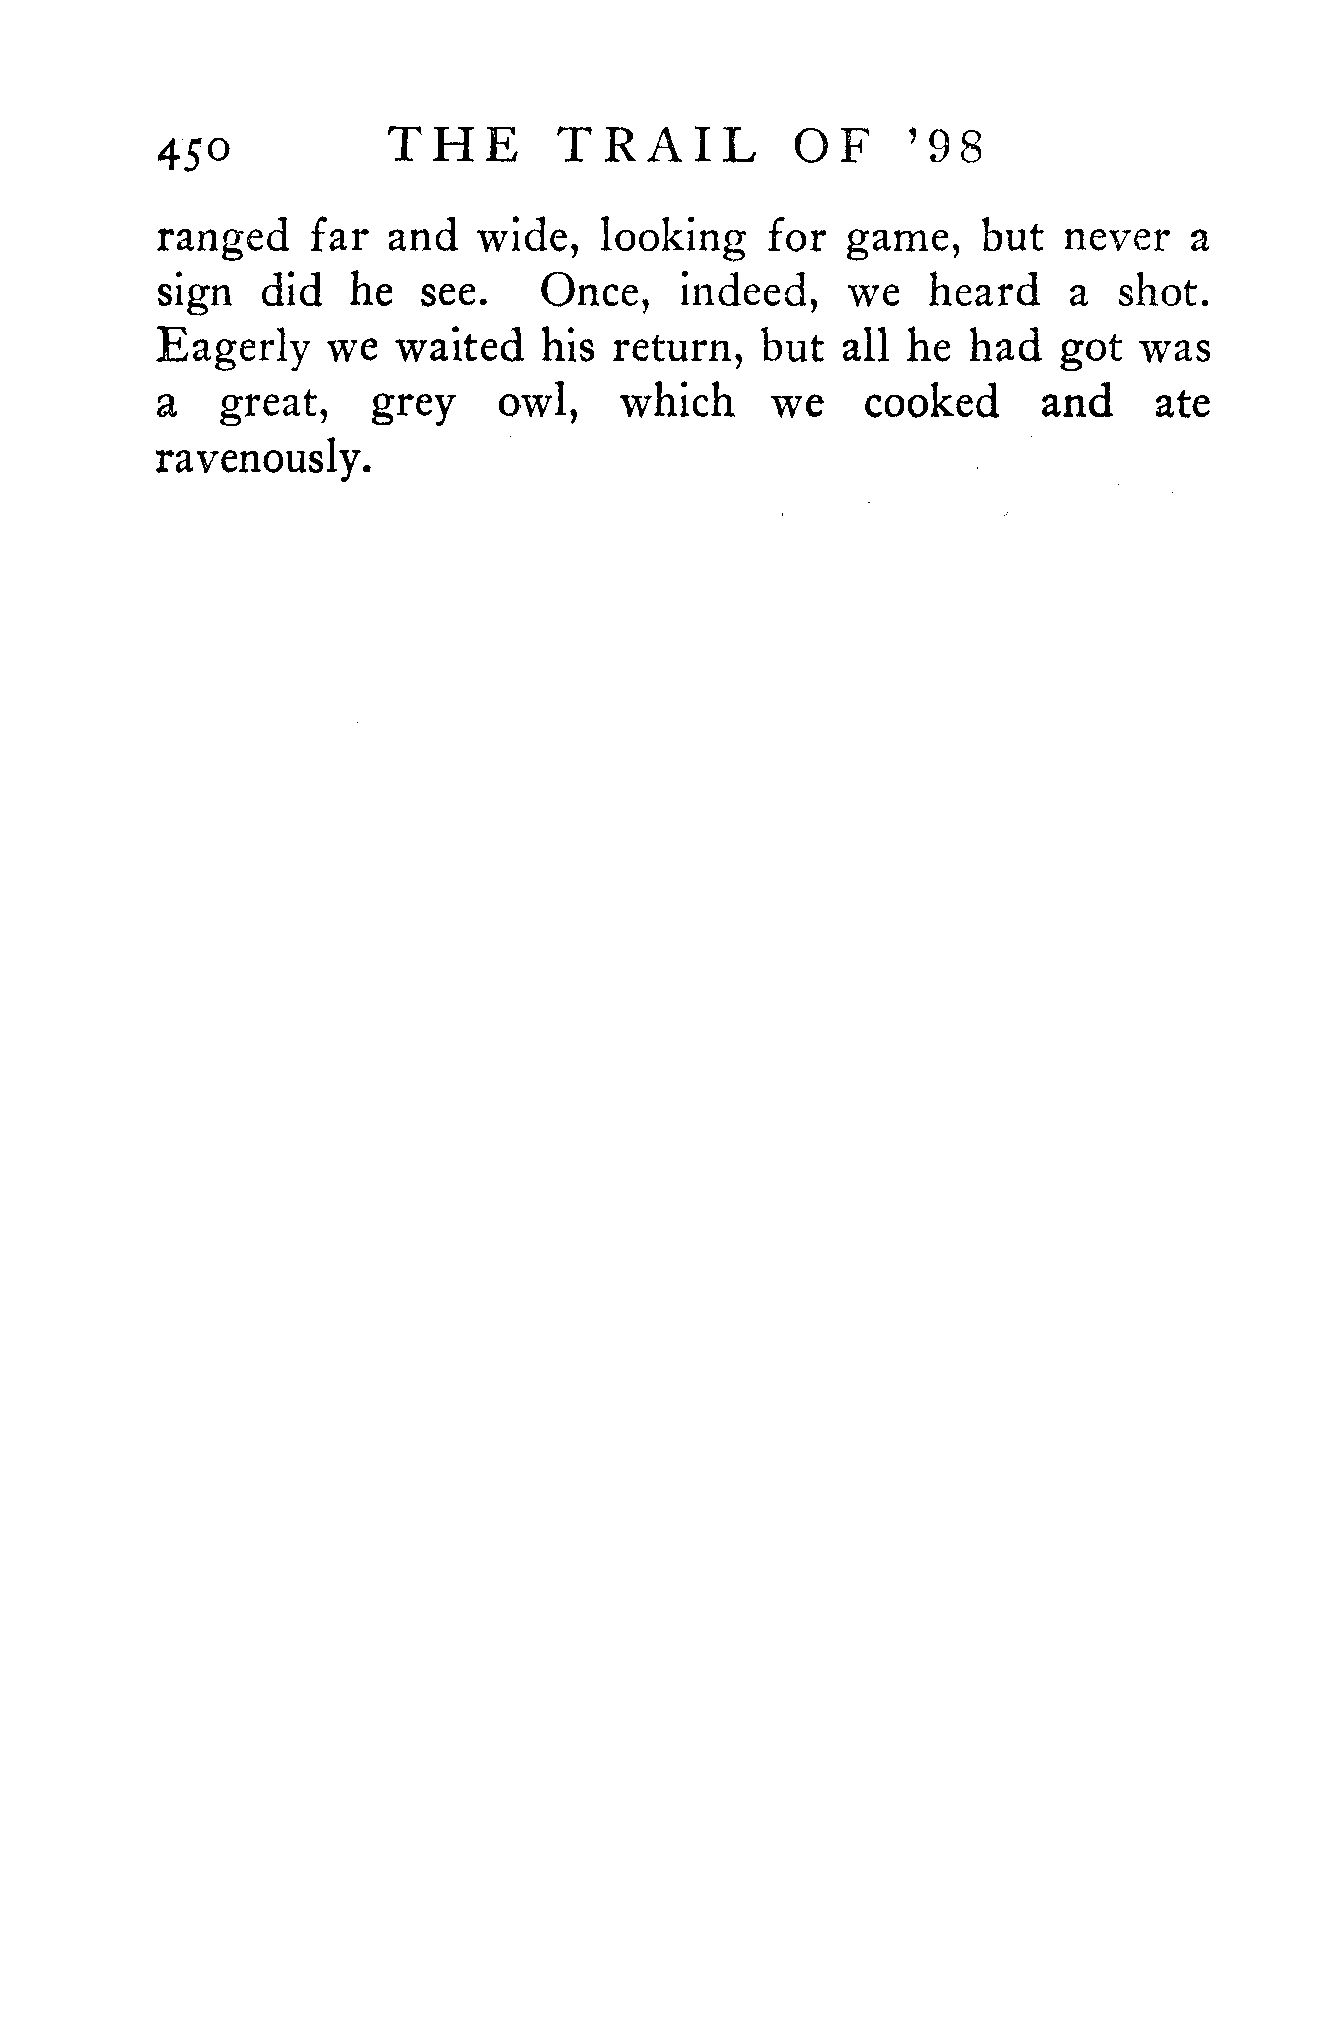 450 THE TRAIL OF '98
ranged far and wide, looking for game, but never a
sign did he see. Once, indeed, we heard a shot.
Eagerly we waited his return, but all he had got was
a great, grey owl, which we cooked and ate
ravenously.